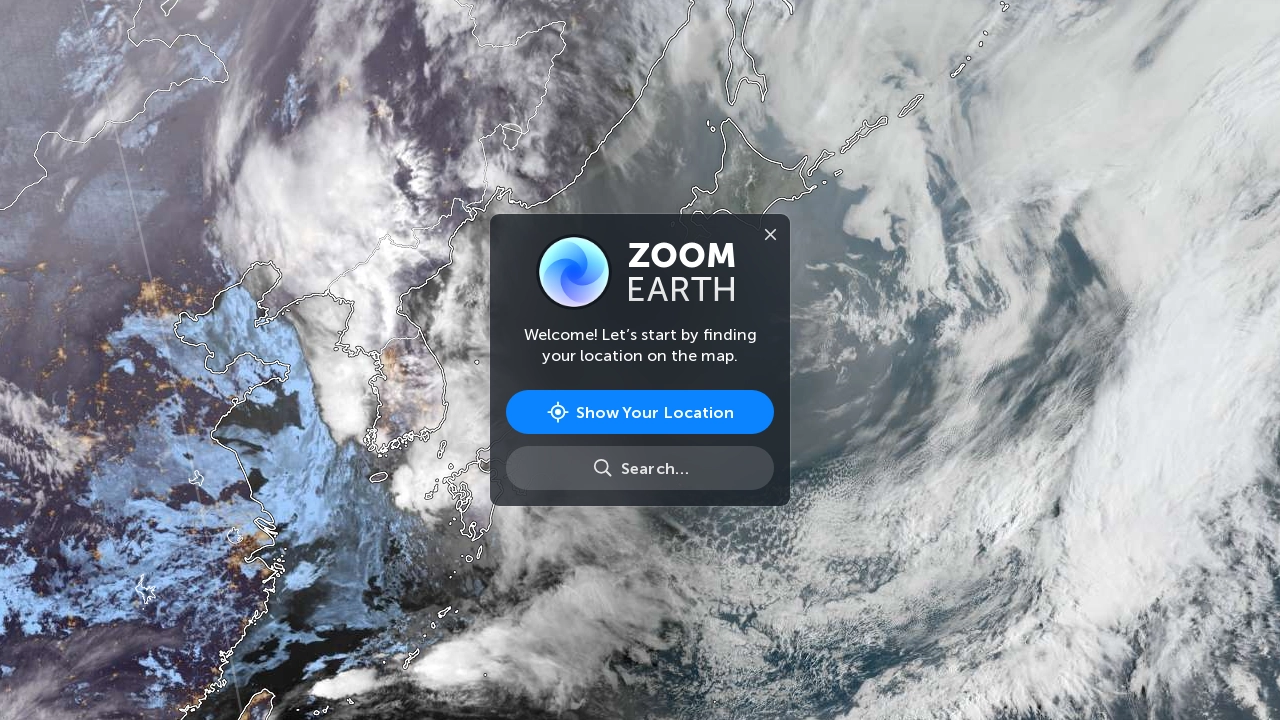 ZOOM
EARTH
Welcome! Let’s start by finding
your location on the map.
Show Your Location
Search...